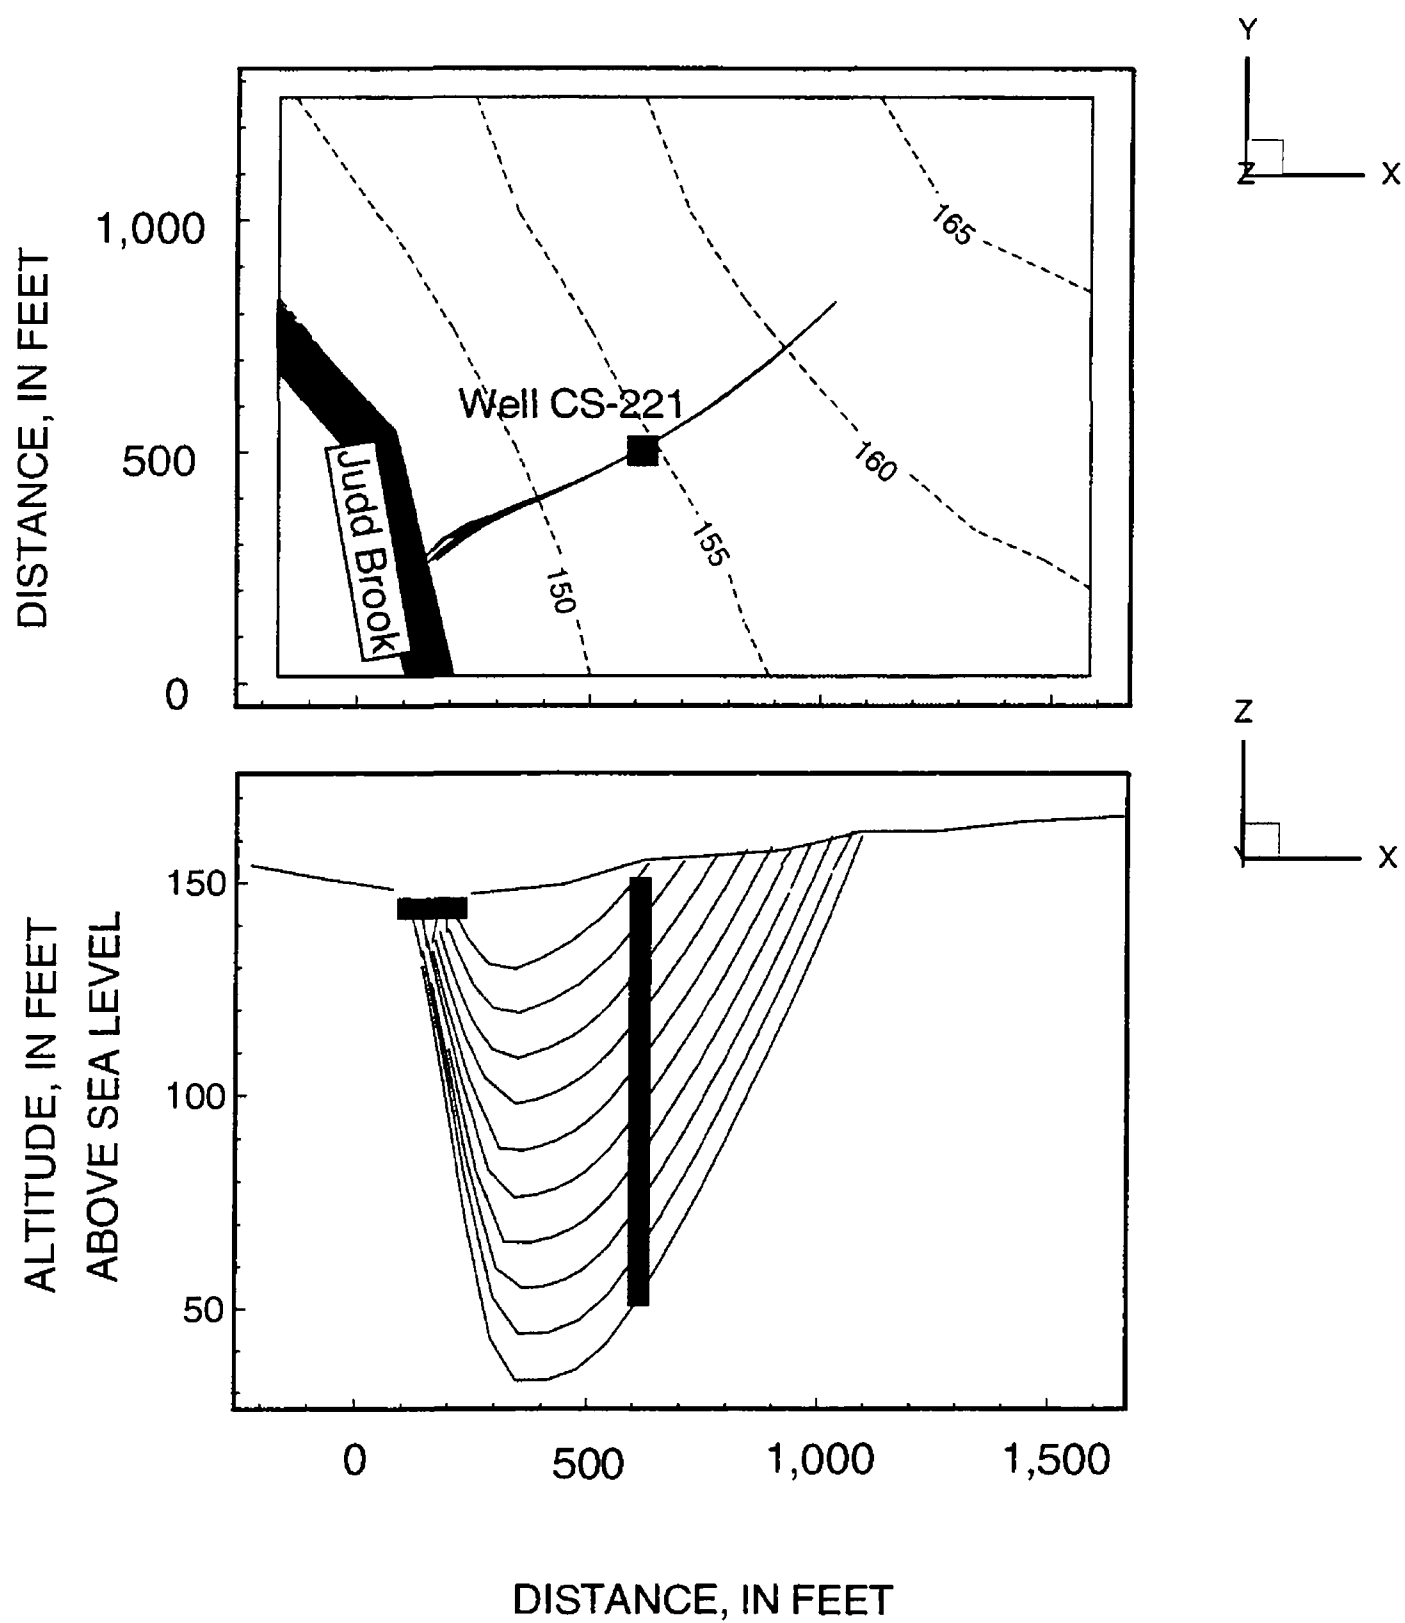 Y
Z X
DISTANCE, IN FEET
1,000
500
0
165
Well CS-221
160
155
150
Judd Brook
Z
Y X
ALTITUDE, IN FEET
ABOVE SEA LEVEL
150
100
50
0 500 1,000 1,500
DISTANCE, IN FEET